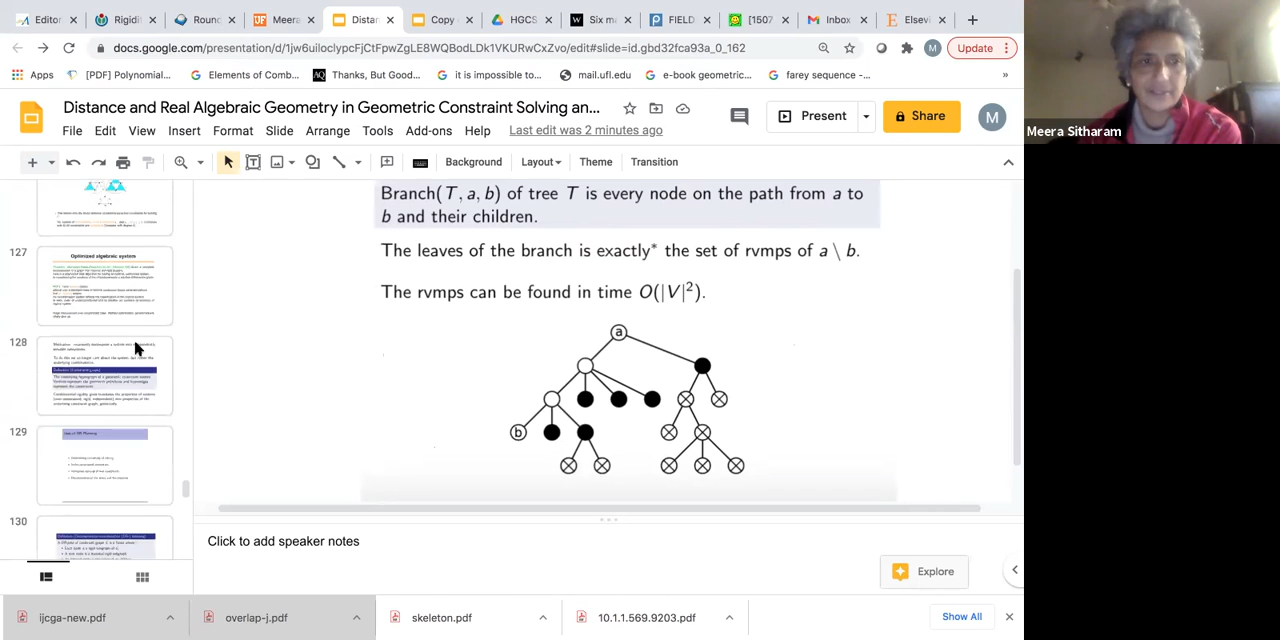 Editor
Rigidi
Roun
Meera
Distan
Copy
HGCS
Six ma
FIELD
[1507
Inbox
Elsevi
docs.google.com/presentation/d/1jw6uiloclypcFjCtFpwZgLE8WQBodLDk1VKURwCxZvo/edit#slide=id.gbd32fca93a_0_162
M
Update
Apps
[PDF] Polynomial...
Elements of Comb...
AQ
Thanks, But Good...
it is impossible to...
mail.ufl.edu
e-book geometric...
farey sequence -...
»
Distance and Real Algebraic Geometry in Geometric Constraint Solving an...
File
Edit
View
Insert
Format
Slide
Arrange
Tools
Add-ons
Help
Last edit was 2 minutes ago
Present
Share
M
Meera Sitharam
Background
Layout
Theme
Transition
127
Optimized algebraic system
128
129
130
Branch(T, a, b) of tree T is every node on the path from a to
b and their children.
The leaves of the branch is exactly* the set of rvmps of a \ b.
The rvmps can be found in time O(|V|²).
a
b
Click to add speaker notes
Explore
ijcga-new.pdf
overlap-j.pdf
skeleton.pdf
10.1.1.569.9203.pdf
Show All